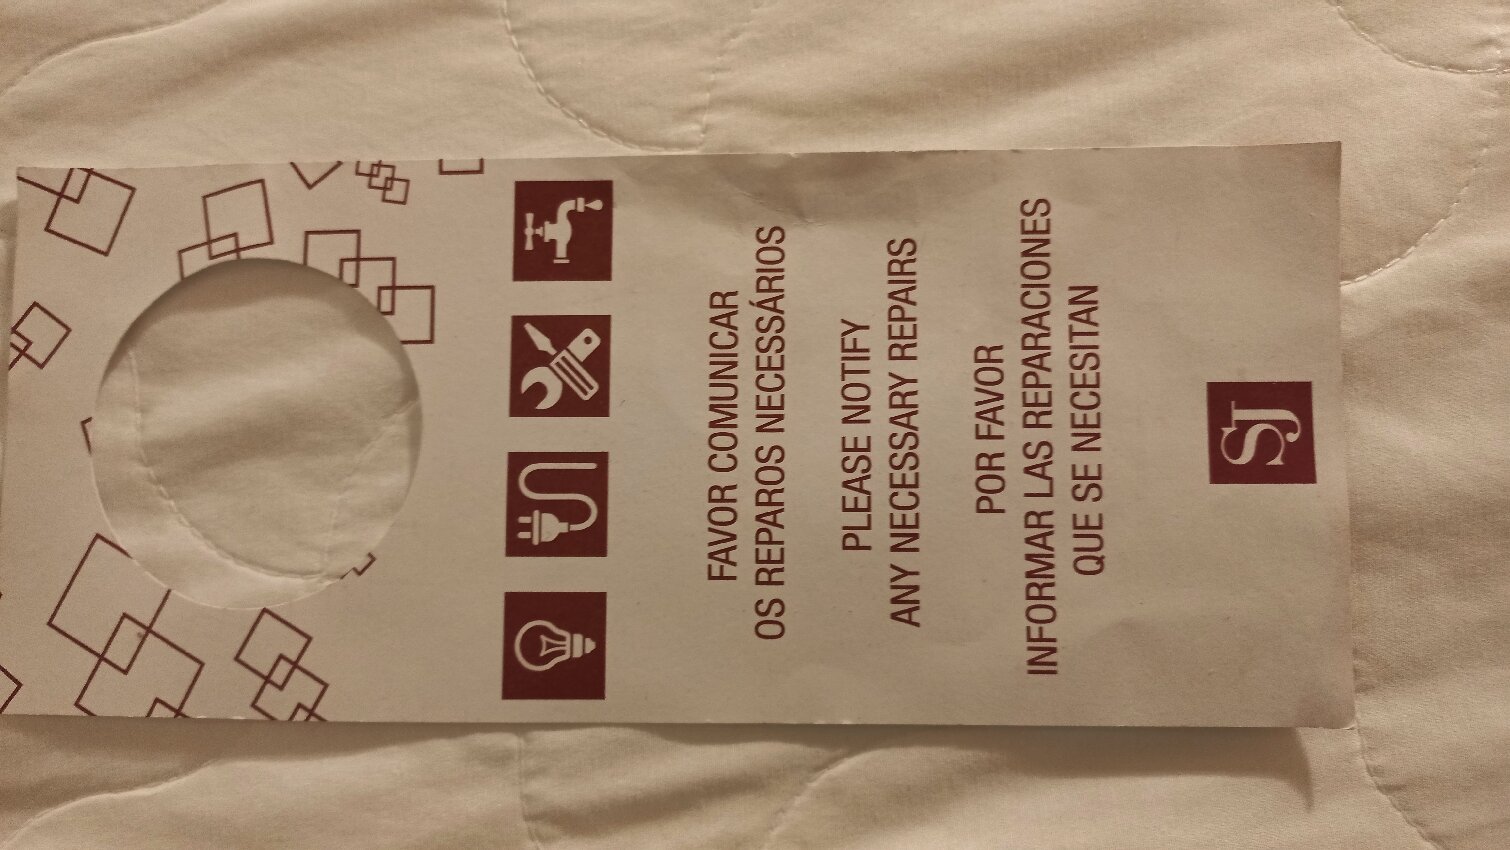 FAVOR COMUNICAR
OS REPAROS NECESSÁRIOS
PLEASE NOTIFY
ANY NECESSARY REPAIRS
POR FAVOR
INFORMAR LAS REPARACIONES
QUE SE NECESITAN
SJ